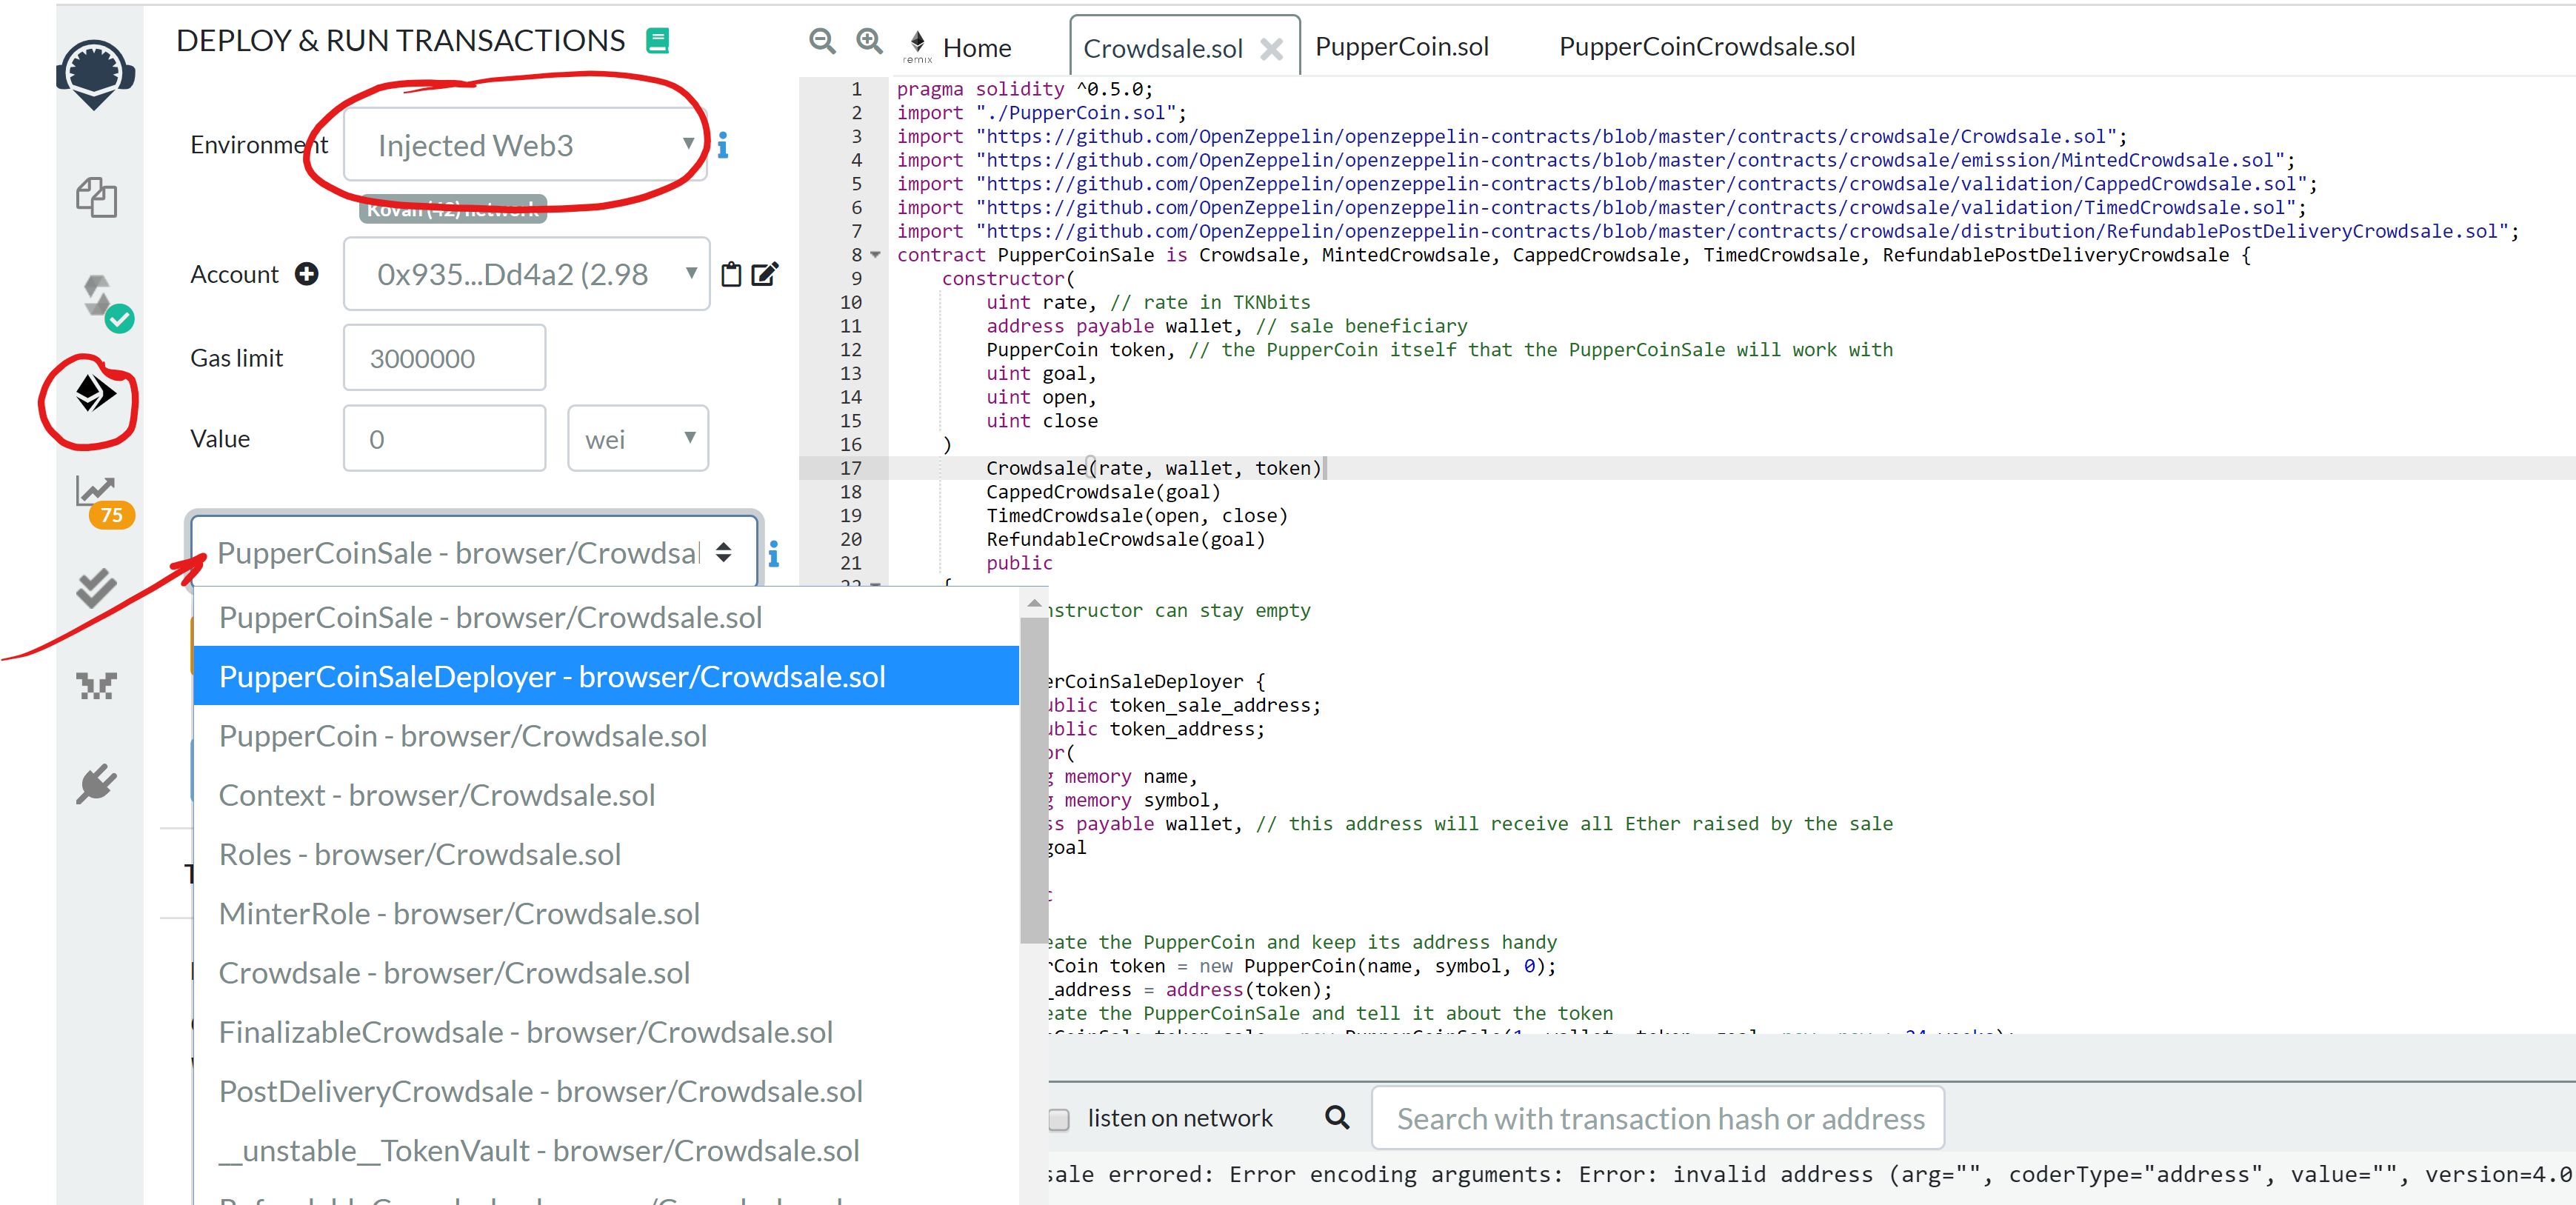 DEPLOY & RUN TRANSACTIONS
Environment
Injected Web3
Kovan (42) network
Account
0x935...Dd4a2 (2.98
Gas limit
3000000
Value
0
wei
75
PupperCoinSale - browser/Crowdsal
PupperCoinSale - browser/Crowdsale.sol
PupperCoinSaleDeployer - browser/Crowdsale.sol
PupperCoin - browser/Crowdsale.sol
Context - browser/Crowdsale.sol
Roles - browser/Crowdsale.sol
MinterRole - browser/Crowdsale.sol
Crowdsale - browser/Crowdsale.sol
FinalizableCrowdsale - browser/Crowdsale.sol
PostDeliveryCrowdsale - browser/Crowdsale.sol
__unstable__TokenVault - browser/Crowdsale.sol
remix
Home
Crowdsale.sol
PupperCoin.sol
PupperCoinCrowdsale.sol
1 pragma solidity ^0.5.0;
2 import "./PupperCoin.sol";
3 import "https://github.com/OpenZeppelin/openzeppelin-contracts/blob/master/contracts/crowdsale/Crowdsale.sol";
4 import "https://github.com/OpenZeppelin/openzeppelin-contracts/blob/master/contracts/crowdsale/emission/MintedCrowdsale.sol";
5 import "https://github.com/OpenZeppelin/openzeppelin-contracts/blob/master/contracts/crowdsale/validation/CappedCrowdsale.sol";
6 import "https://github.com/OpenZeppelin/openzeppelin-contracts/blob/master/contracts/crowdsale/validation/TimedCrowdsale.sol";
7 import "https://github.com/OpenZeppelin/openzeppelin-contracts/blob/master/contracts/crowdsale/distribution/RefundablePostDeliveryCrowdsale.sol";
8 contract PupperCoinSale is Crowdsale, MintedCrowdsale, CappedCrowdsale, TimedCrowdsale, RefundablePostDeliveryCrowdsale {
9 constructor(
10 uint rate, // rate in TKNbits
11 address payable wallet, // sale beneficiary
12 PupperCoin token, // the PupperCoin itself that the PupperCoinSale will work with
13 uint goal,
14 uint open,
15 uint close
16 )
17 Crowdsale(rate, wallet, token)
18 CappedCrowdsale(goal)
19 TimedCrowdsale(open, close)
20 RefundableCrowdsale(goal)
21 public
22 {
nstructor can stay empty
erCoinSaleDeployer {
ublic token_sale_address;
ublic token_address;
or(
g memory name,
g memory symbol,
ss payable wallet, // this address will receive all Ether raised by the sale
goal
c
eate the PupperCoin and keep its address handy
rCoin token = new PupperCoin(name, symbol, 0);
_address = address(token);
eate the PupperCoinSale and tell it about the token
listen on network
Search with transaction hash or address
sale errored: Error encoding arguments: Error: invalid address (arg="", coderType="address", value="", version=4.0